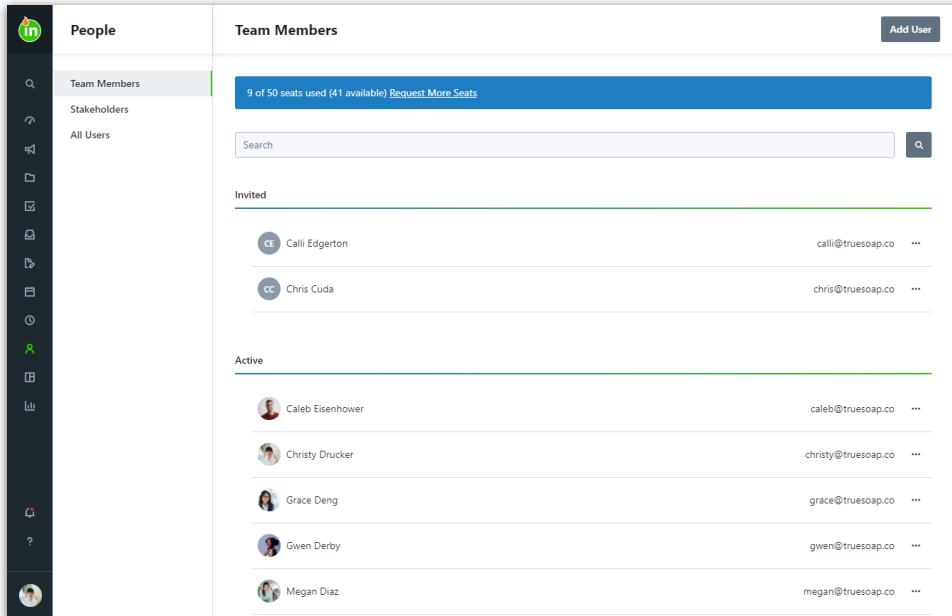 in
People
Team Members
Add User
Team Members
Stakeholders
All Users
9 of 50 seats used (41 available) Request More Seats
Search
Invited
CE Calli Edgerton calli@truesoap.co
CC Chris Cuda chris@truesoap.co
Active
Caleb Eisenhower caleb@truesoap.co
Christy Drucker christy@truesoap.co
Grace Deng grace@truesoap.co
Gwen Derby gwen@truesoap.co
Megan Diaz megan@truesoap.co
?